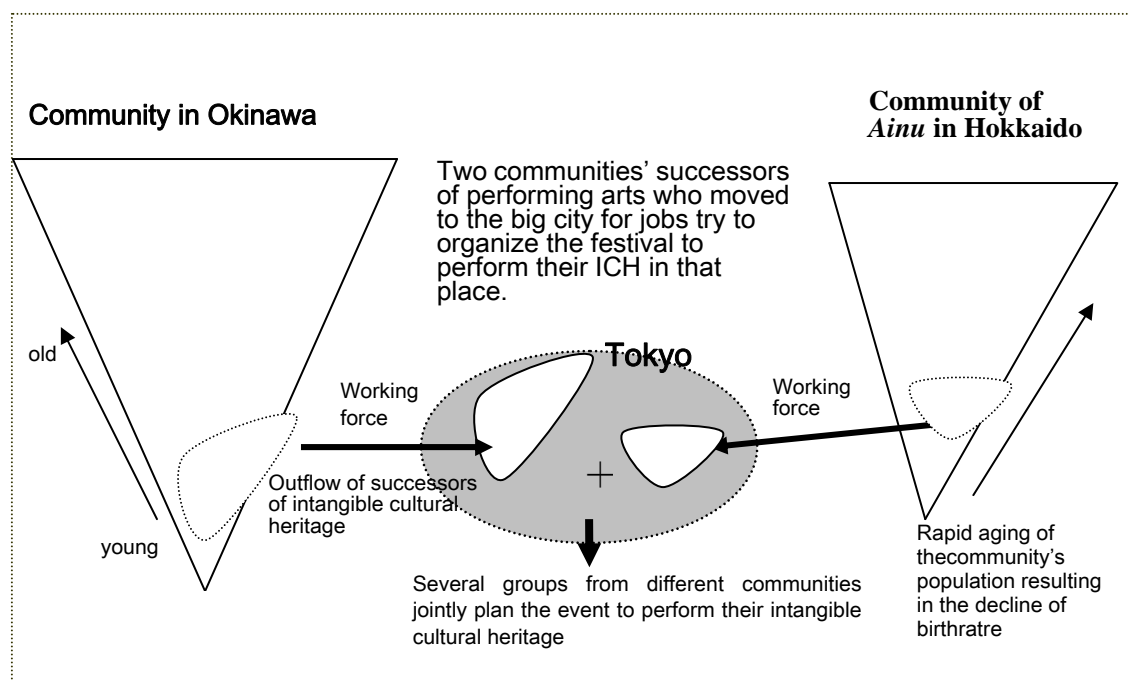 Community in Okinawa
Community of
Ainu in Hokkaido
Two communities’ successors
of performing arts who moved
to the big city for jobs try to
organize the festival to
perform their ICH in that
place.
old
Tokyo
Working
force
Working
force
Outflow of successors
of intangible cultural
heritage
+
young
Rapid aging of
thecommunity’s
population resulting
in the decline of
birthratre
Several groups from different communities
jointly plan the event to perform their intangible
cultural heritage